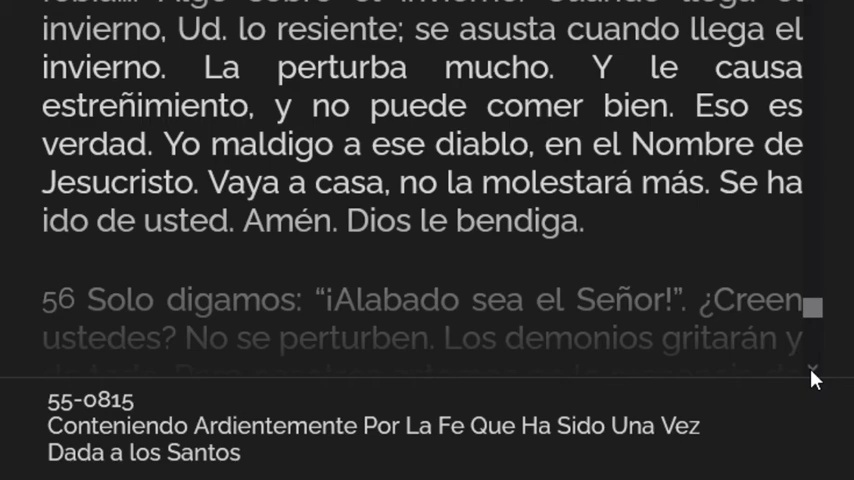 invierno, Ud. lo resiente; se asusta cuando llega el
invierno. La perturba mucho. Y le causa
estreñimiento, y no puede comer bien. Eso es
verdad. Yo maldigo a ese diablo, en el Nombre de
Jesucristo. Vaya a casa, no la molestará más. Se ha
ido de usted. Amén. Dios le bendiga.
56 Solo digamos: “¡Alabado sea el Señor!”. ¿Creen
ustedes? No se perturben. Los demonios gritarán y
55-0815
Conteniendo Ardientemente Por La Fe Que Ha Sido Una Vez
Dada a los Santos